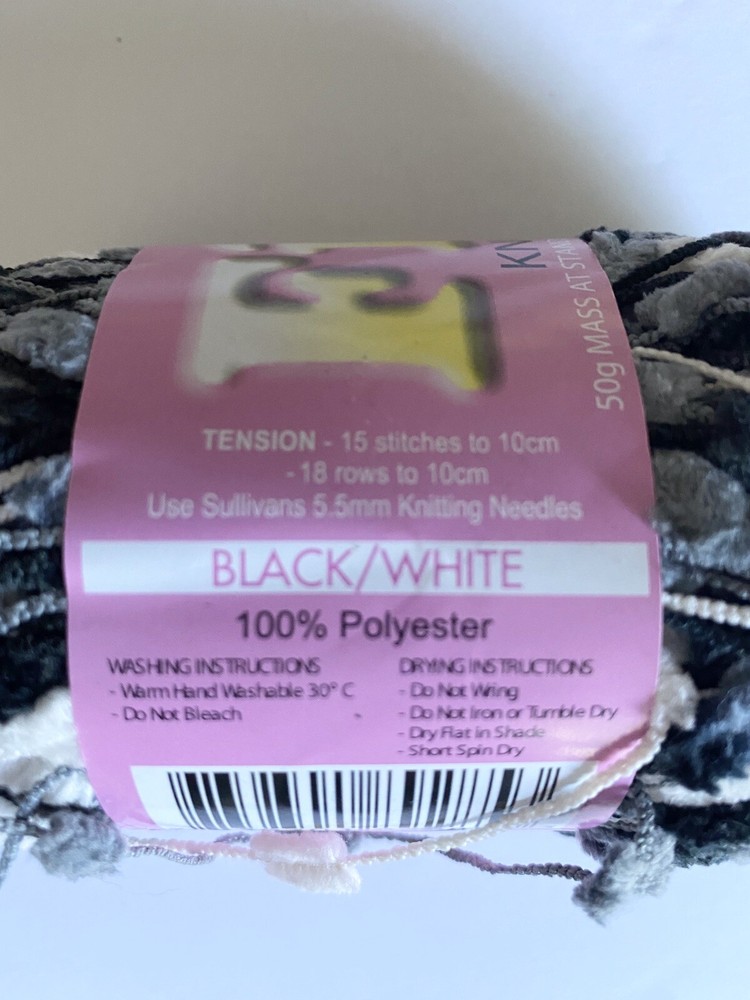 KN
50g MASS AT STAN
TENSION - 15 stitches to 10cm
- 18 rows to 10cm
Use Sullivans 5.5mm Knitting Needles
BLACK/WHITE
100% Polyester
WASHING INSTRUCTIONS
- Warm Hand Washable 30° C
- Do Not Bleach
DRYING INSTRUCTIONS
- Do Not Wring
- Do Not Iron or Tumble Dry
- Dry Flat in Shade
- Short Spin Dry